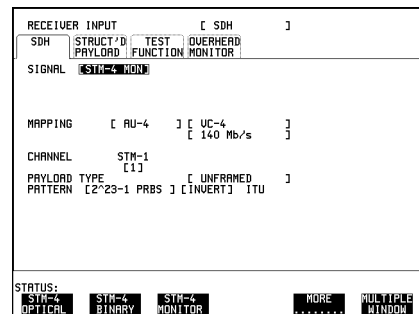 RECEIVER INPUT [ SDH ]
SDH STRUCT'D PAYLOAD TEST FUNCTION OVERHEAD MONITOR
SIGNAL [STM-4 MON]
MAPPING [ AU-4 ] [ VC-4 ]
[ 140 Mb/s ]
CHANNEL STM-1
[1]
PAYLOAD TYPE [ UNFRAMED ]
PATTERN [2^23-1 PRBS ] [INVERT] ITU
STATUS:
STM-4 OPTICAL STM-4 BINARY STM-4 MONITOR MORE ........ MULTIPLE WINDOW